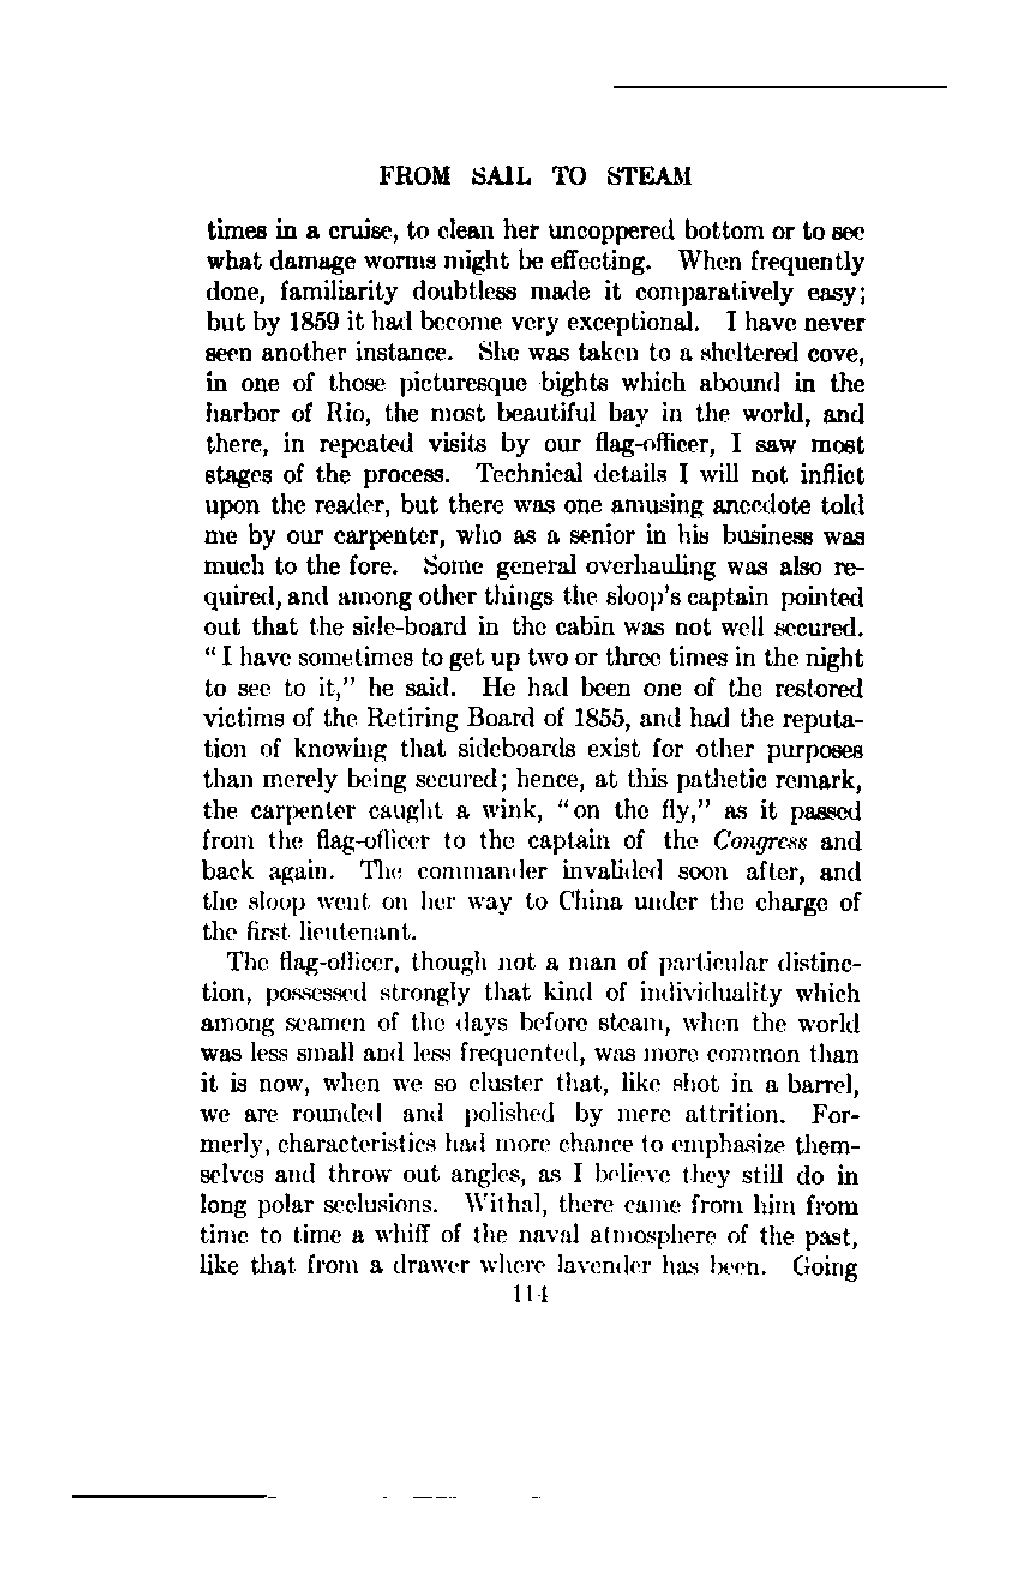 FROM SAIL TO STEAM
times in a cruise, to clean her uncoppered bottom or to see
what damage worms might be effecting. When frequently
done, familiarity doubtless made it comparatively easy;
but by 1859 it had become very exceptional. I have never
seen another instance. She was taken to a sheltered cove,
in one of those picturesque bights which abound in the
harbor of Rio, the most beautiful bay in the world, and
there, in repeated visits by our flag-officer, I saw most
stages of the process. Technical details I will not inflict
upon the reader, but there was one amusing anecdote told
me by our carpenter, who as a senior in his business was
much to the fore. Some general overhauling was also re-
quired, and among other things the sloop's captain pointed
out that the side-board in the cabin was not well secured.
"I have sometimes to get up two or three times in the night
to see to it," he said. He had been one of the restored
victims of the Retiring Board of 1855, and had the reputa-
tion of knowing that sideboards exist for other purposes
than merely being secured; hence, at this pathetic remark,
the carpenter caught a wink, "on the fly," as it passed
from the flag-officer to the captain of the Congress and
back again. The commander invalided soon after, and
the sloop went on her way to China under the charge of
the first lieutenant.
The flag-officer, though not a man of particular distinc-
tion, possessed strongly that kind of individuality which
among seamen of the days before steam, when the world
was less small and less frequented, was more common than
it is now, when we so cluster that, like shot in a barrel,
we are rounded and polished by mere attrition. For-
merly, characteristics had more chance to emphasize them-
selves and throw out angles, as I believe they still do in
long polar seclusions. Withal, there came from him from
time to time a whiff of the naval atmosphere of the past,
like that from a drawer where lavender has been. Going
114